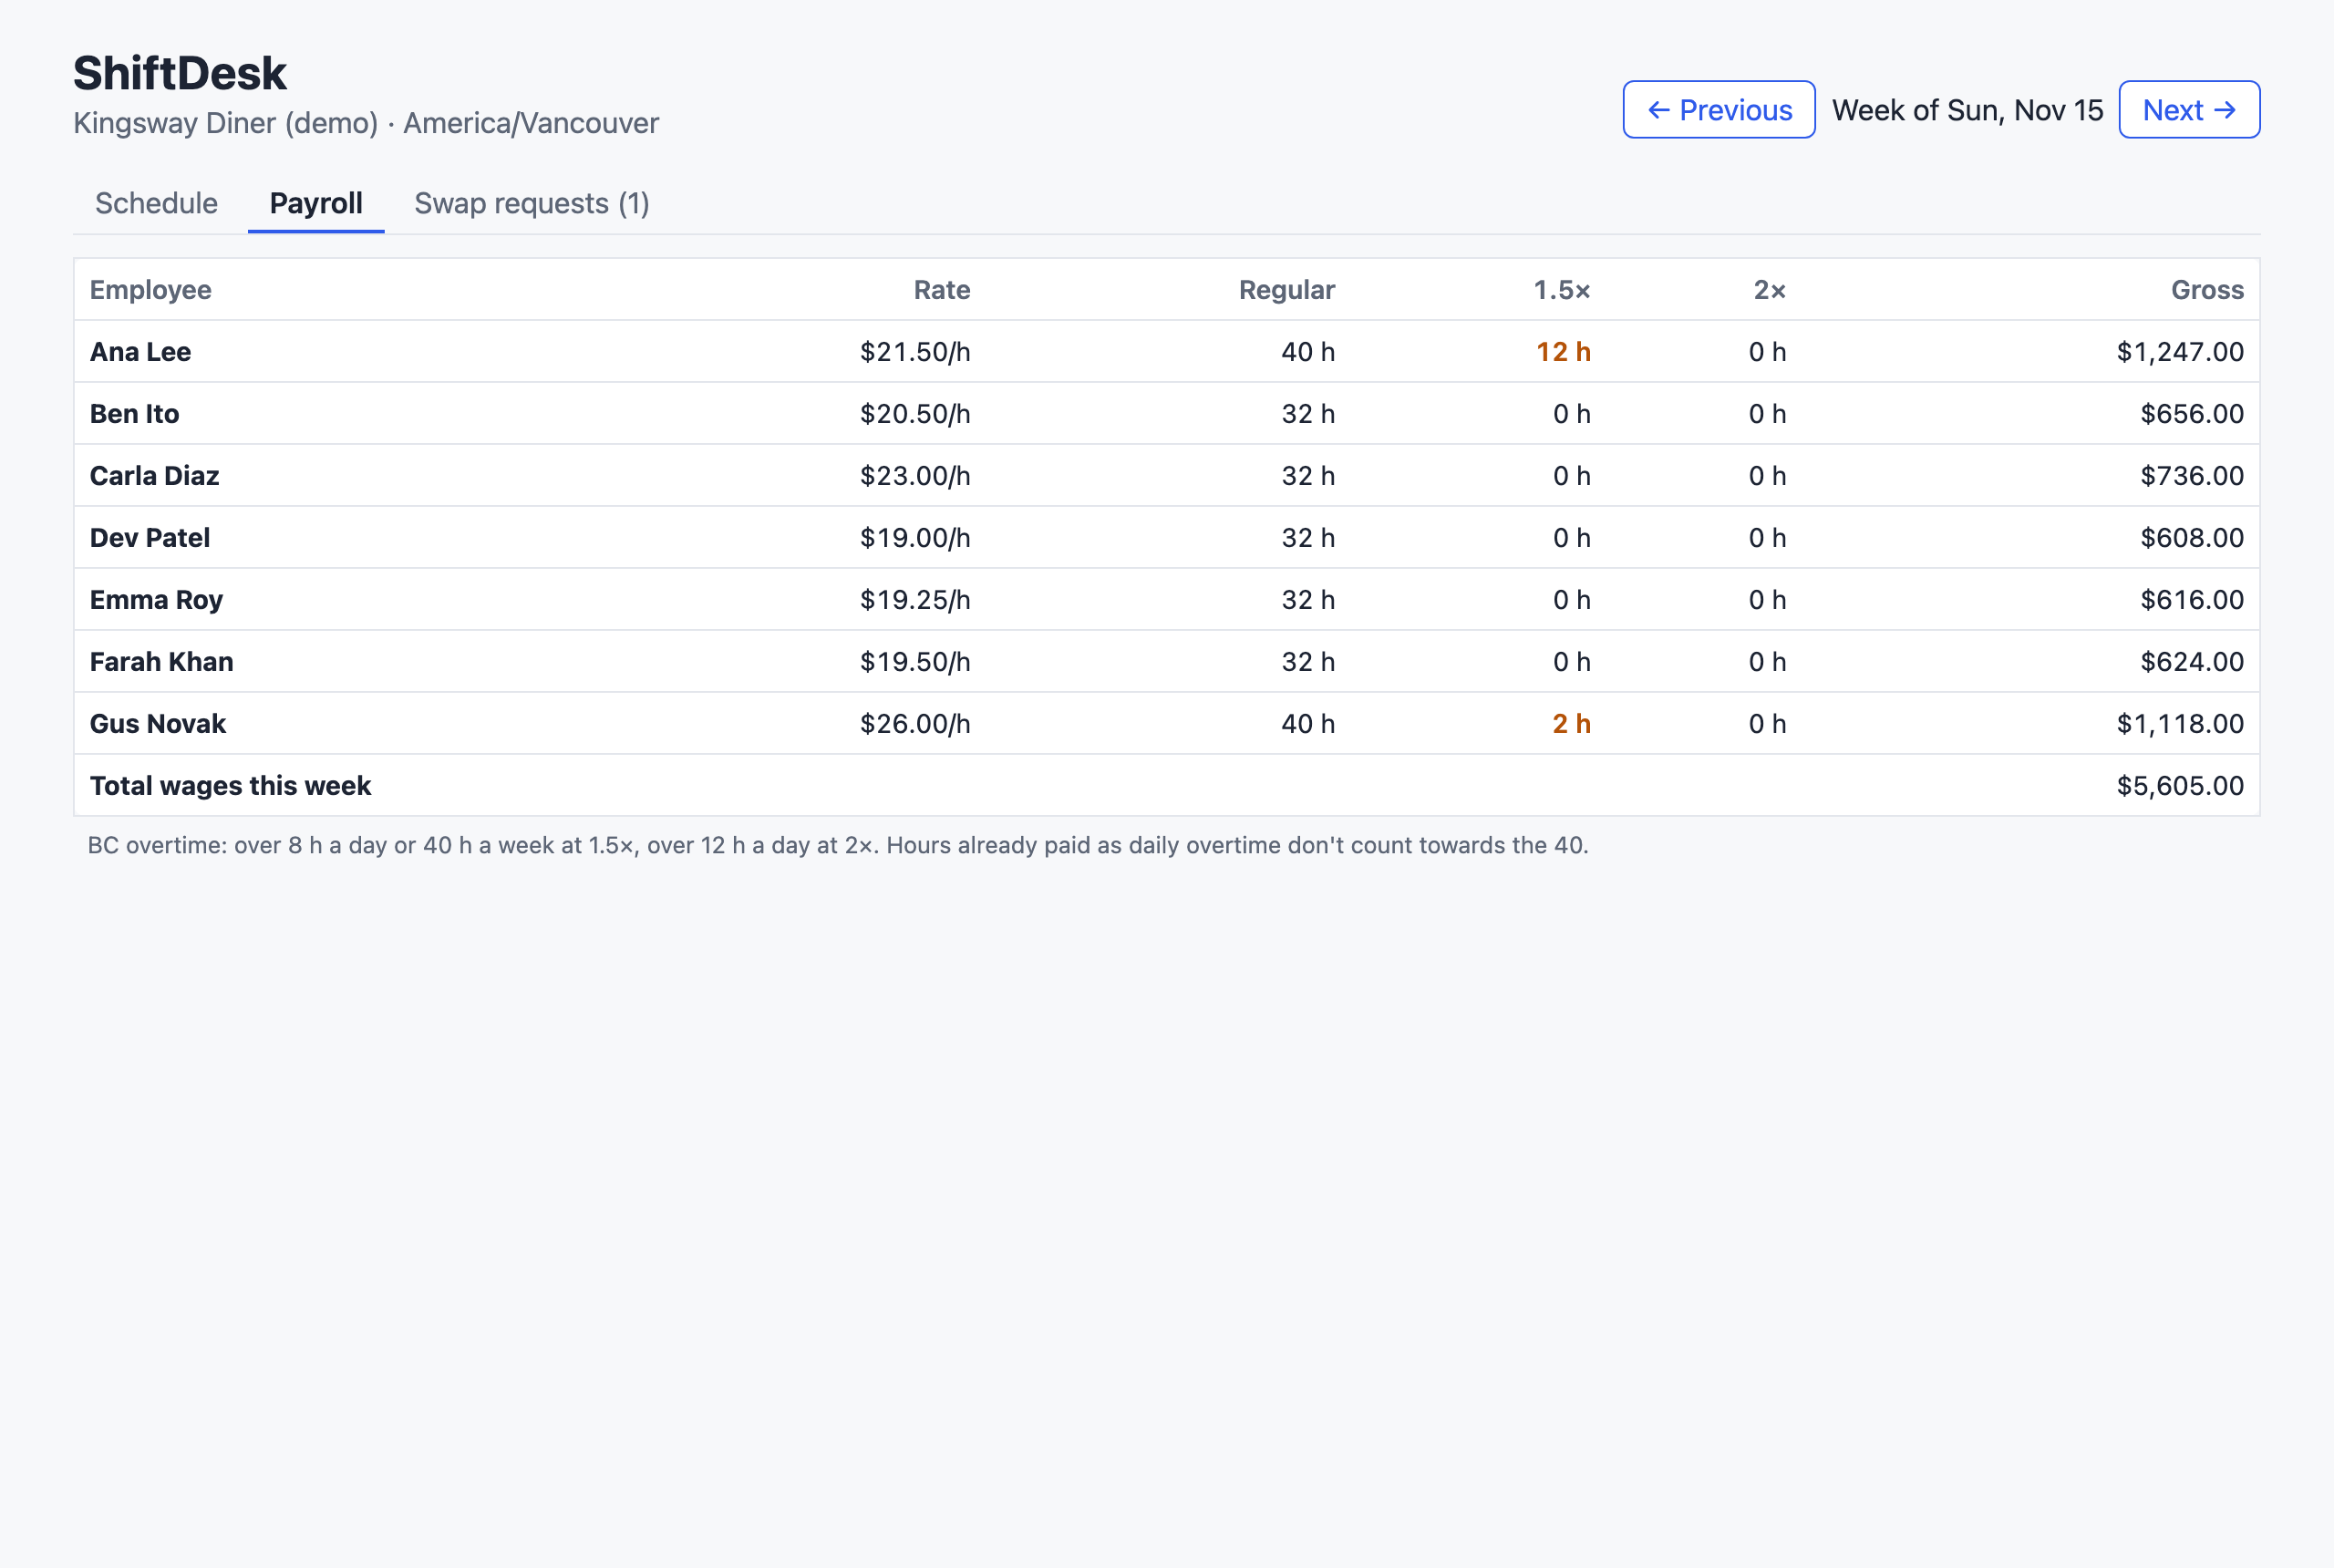 ShiftDesk
Kingsway Diner (demo) · America/Vancouver
← Previous Week of Sun, Nov 15 Next →
Schedule Payroll Swap requests (1)
Employee Rate Regular 1.5× 2× Gross
Ana Lee $21.50/h 40 h 12 h 0 h $1,247.00
Ben Ito $20.50/h 32 h 0 h 0 h $656.00
Carla Diaz $23.00/h 32 h 0 h 0 h $736.00
Dev Patel $19.00/h 32 h 0 h 0 h $608.00
Emma Roy $19.25/h 32 h 0 h 0 h $616.00
Farah Khan $19.50/h 32 h 0 h 0 h $624.00
Gus Novak $26.00/h 40 h 2 h 0 h $1,118.00
Total wages this week $5,605.00
BC overtime: over 8 h a day or 40 h a week at 1.5×, over 12 h a day at 2×. Hours already paid as daily overtime don't count towards the 40.